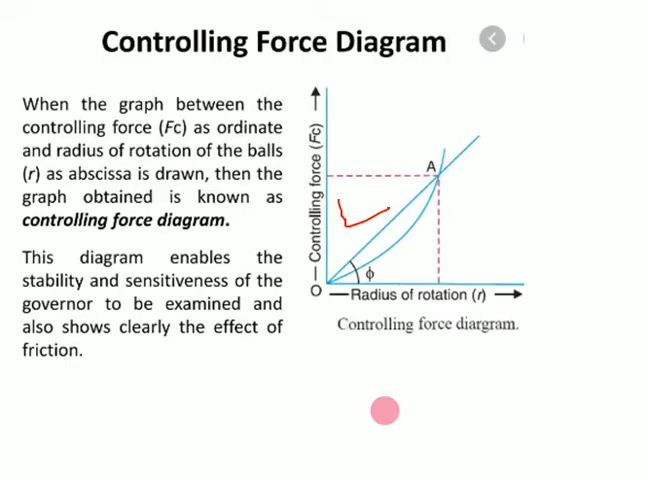 Controlling Force Diagram
When the graph between the
controlling force (Fc) as ordinate
and radius of rotation of the balls
(r) as abscissa is drawn, then the
graph obtained is known as
controlling force diagram.
This diagram enables the
stability and sensitiveness of the
governor to be examined and
also shows clearly the effect of
friction.
Controlling force (Fc)
A
ϕ
O
Radius of rotation (r)
Controlling force diargram.